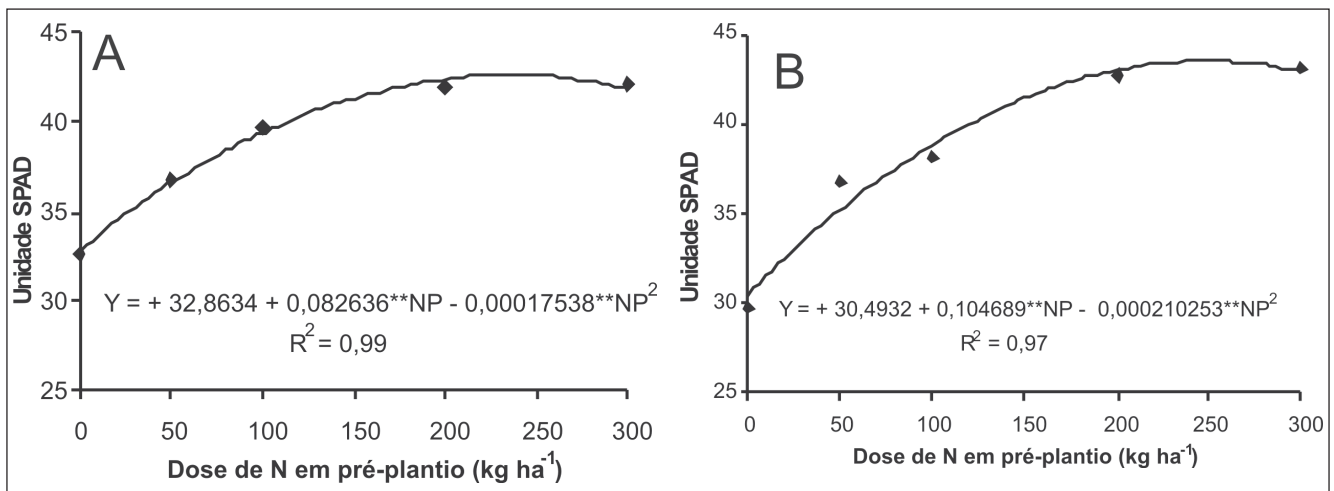 A
45
40
35
30
25
Unidade SPAD
Y = + 32,8634 + 0,082636**NP - 0,00017538**NP²
R² = 0,99
0 50 100 150 200 250 300
Dose de N em pré-plantio (kg ha⁻¹)
B
45
40
35
30
25
Unidade SPAD
Y = + 30,4932 + 0,104689**NP - 0,000210253**NP²
R² = 0,97
0 50 100 150 200 250 300
Dose de N em pré-plantio (kg ha⁻¹)